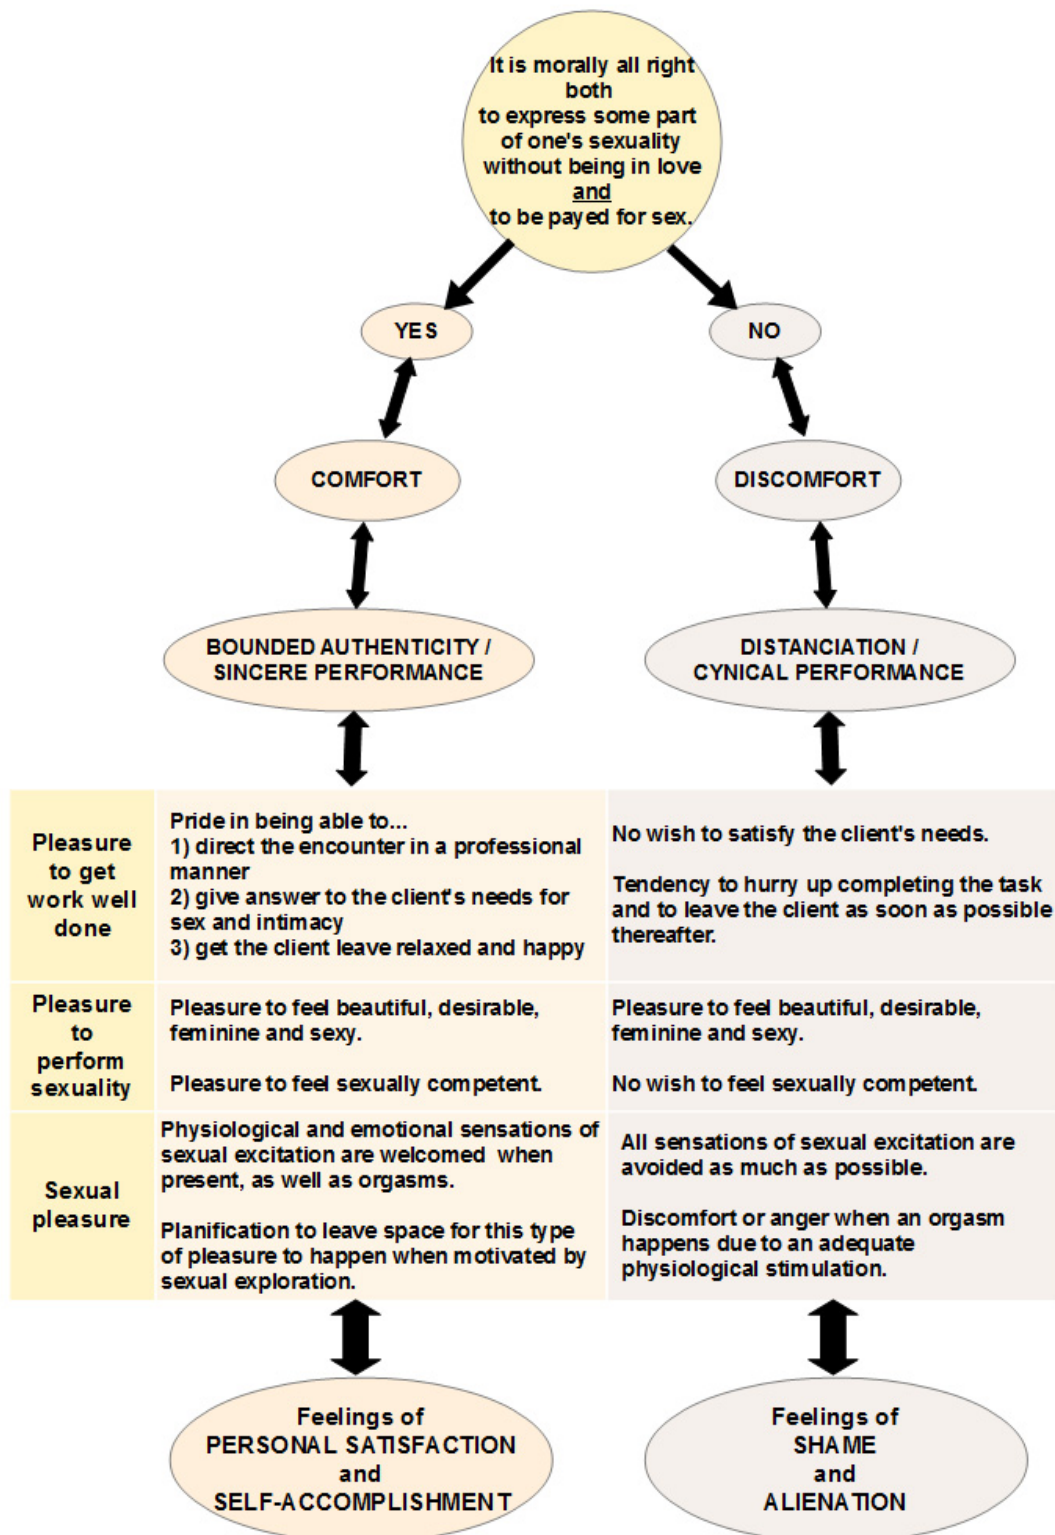 It is morally all right
both
to express some part
of one's sexuality
without being in love
and
to be payed for sex.
YES
NO
COMFORT
DISCOMFORT
BOUNDED AUTHENTICITY /
SINCERE PERFORMANCE
DISTANCIATION /
CYNICAL PERFORMANCE
Pleasure
to get
work well
done
Pride in being able to...
1) direct the encounter in a professional
manner
2) give answer to the client's needs for
sex and intimacy
3) get the client leave relaxed and happy
No wish to satisfy the client's needs.
Tendency to hurry up completing the task
and to leave the client as soon as possible
thereafter.
Pleasure
to
perform
sexuality
Pleasure to feel beautiful, desirable,
feminine and sexy.
Pleasure to feel sexually competent.
Pleasure to feel beautiful, desirable,
feminine and sexy.
No wish to feel sexually competent.
Sexual
pleasure
Physiological and emotional sensations of
sexual excitation are welcomed when
present, as well as orgasms.
Planification to leave space for this type
of pleasure to happen when motivated by
sexual exploration.
All sensations of sexual excitation are
avoided as much as possible.
Discomfort or anger when an orgasm
happens due to an adequate
physiological stimulation.
Feelings of
PERSONAL SATISFACTION
and
SELF-ACCOMPLISHMENT
Feelings of
SHAME
and
ALIENATION